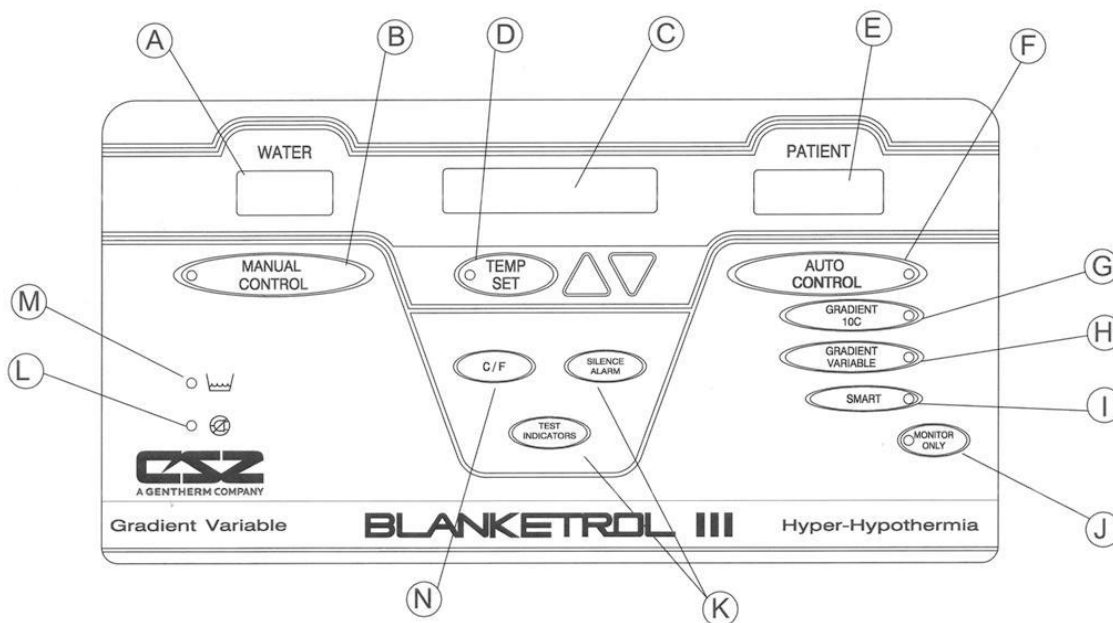 A
B
D
C
E
F
WATER
PATIENT
MANUAL
CONTROL
TEMP
SET
AUTO
CONTROL
G
GRADIENT
10C
H
GRADIENT
VARIABLE
M
L
C/F
SILENCE
ALARM
SMART
I
TEST
INDICATORS
MONITOR
ONLY
CSZ
A GENTHERM COMPANY
J
Gradient Variable
BLANKETROL III
Hyper-Hypothermia
N
K